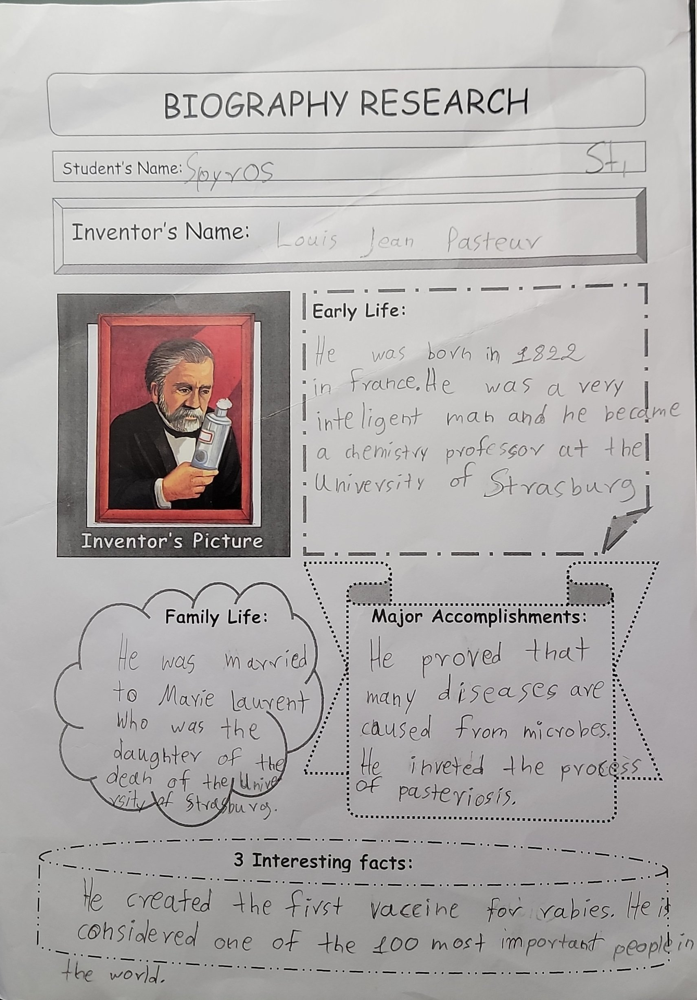 BIOGRAPHY RESEARCH
Student's Name: Spyros St1
Inventor's Name: Louis Jean Pasteur
Early Life:
He was born in 1822
in france. He was a very
inteligent man and he became
a chemistry professor at the
University of Strasburg
Inventor's Picture
Family Life:
He was married
to Marie Laurent
Who was the
daughter of the
dean of the Unive
rsity of Strasburg.
Major Accomplishments:
He proved that
many diseases are
caused from microbes.
He inveted the process
of pasteriosis.
3 Interesting facts:
He created the first vaccine for rabies. He is
considered one of the 100 most important people in
the world.